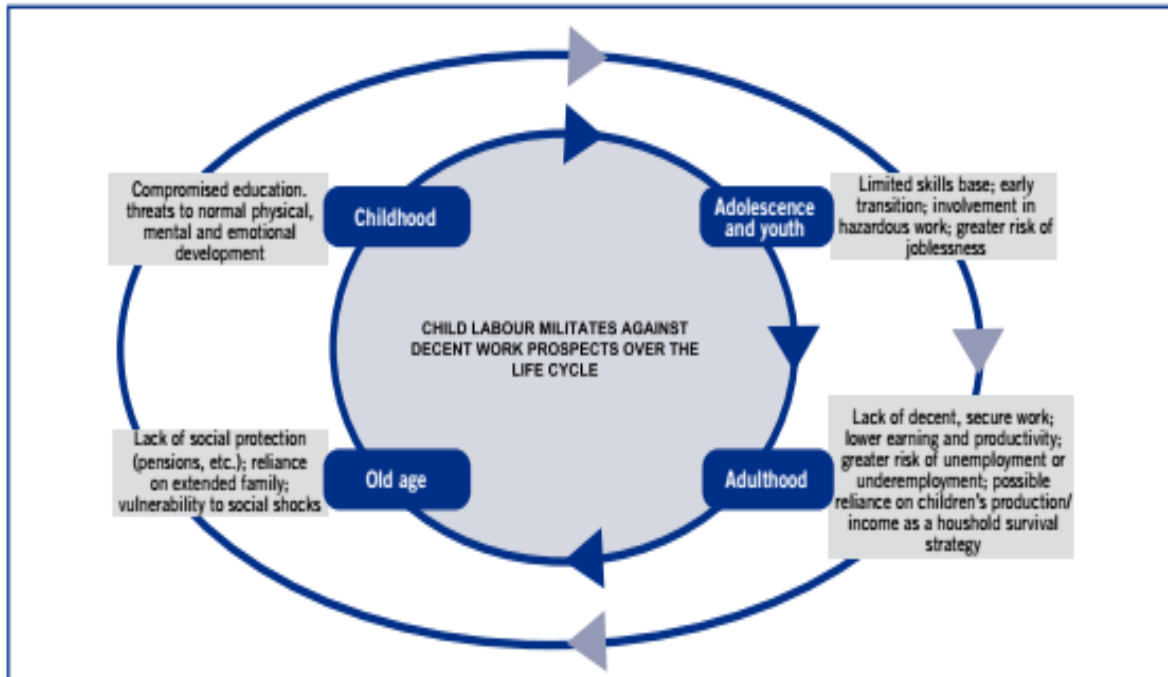 Compromised education.
threats to normal physical,
mental and emotional
development
Childhood
Adolescence
and youth
Limited skills base; early
transition; involvement in
hazardous work; greater risk of
joblessness
CHILD LABOUR MILITATES AGAINST
DECENT WORK PROSPECTS OVER THE
LIFE CYCLE
Lack of social protection
(pensions, etc.); reliance
on extended family;
vulnerability to social shocks
Old age
Adulthood
Lack of decent, secure work;
lower earning and productivity;
greater risk of unemployment or
underemployment; possible
reliance on children's production/
income as a houshold survival
strategy